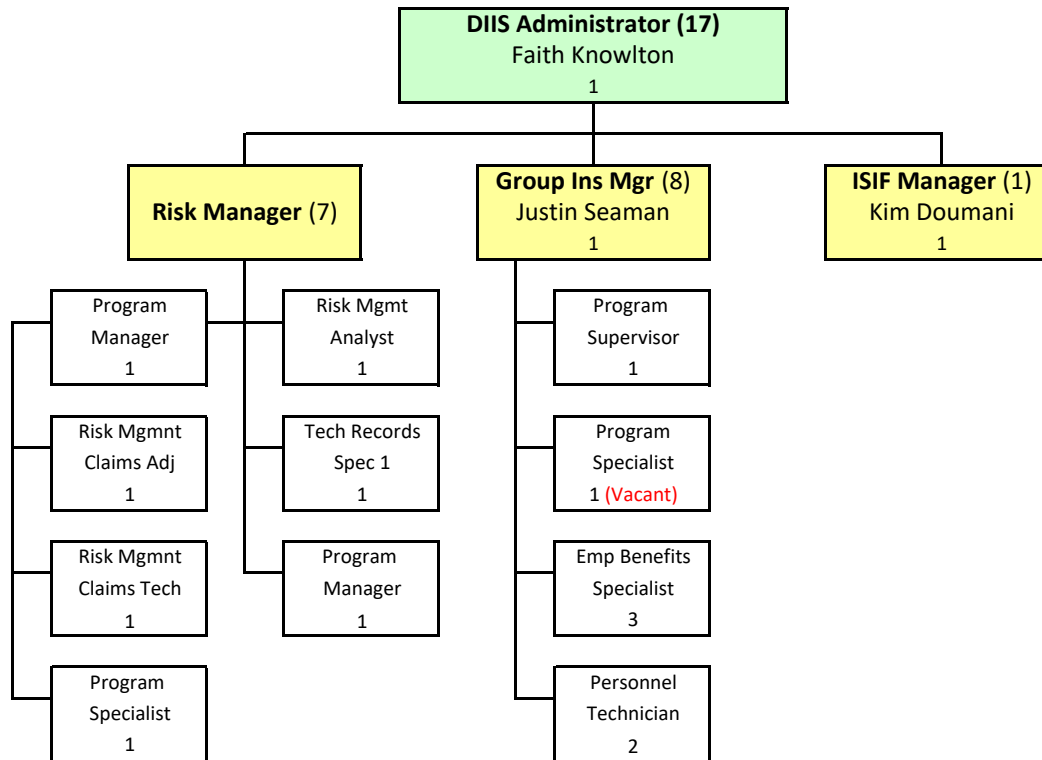 DIIS Administrator (17)
Faith Knowlton
1
Risk Manager (7)
Group Ins Mgr (8)
Justin Seaman
1
ISIF Manager (1)
Kim Doumani
1
Program
Manager
1
Risk Mgmnt
Claims Adj
1
Risk Mgmnt
Claims Tech
1
Program
Specialist
1
Risk Mgmt
Analyst
1
Tech Records
Spec 1
1
Program
Manager
1
Program
Supervisor
1
Program
Specialist
1 (Vacant)
Emp Benefits
Specialist
3
Personnel
Technician
2